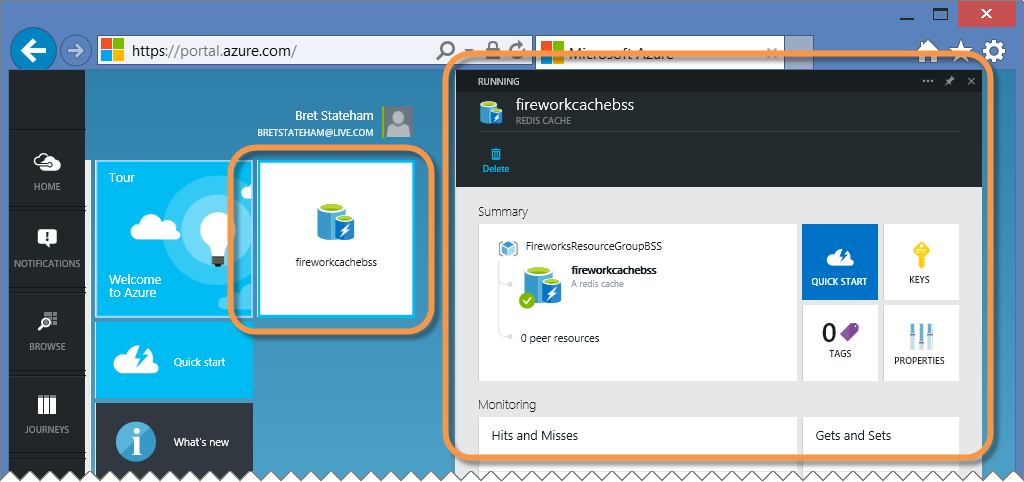 https://portal.azure.com/
Microsoft Azure
Bret Stateham
BRETSTATEHAM@LIVE.COM
HOME
NOTIFICATIONS
BROWSE
JOURNEYS
Tour
Welcome
to Azure
fireworkcachebss
Quick start
What's new
RUNNING
fireworkcachebss
REDIS CACHE
Delete
Summary
FireworksResourceGroupBSS
fireworkcachebss
A redis cache
0 peer resources
QUICK START
KEYS
0
TAGS
PROPERTIES
Monitoring
Hits and Misses
Gets and Sets